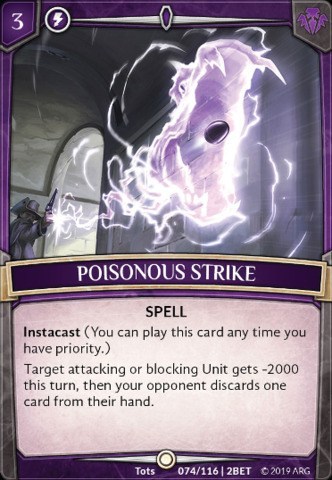 3
POISONOUS STRIKE
SPELL
Instacast (You can play this card any time you
have priority.)
Target attacking or blocking Unit gets -2000
this turn, then your opponent discards one
card from their hand.
Tots 074/116 | 2BET © 2019 ARG